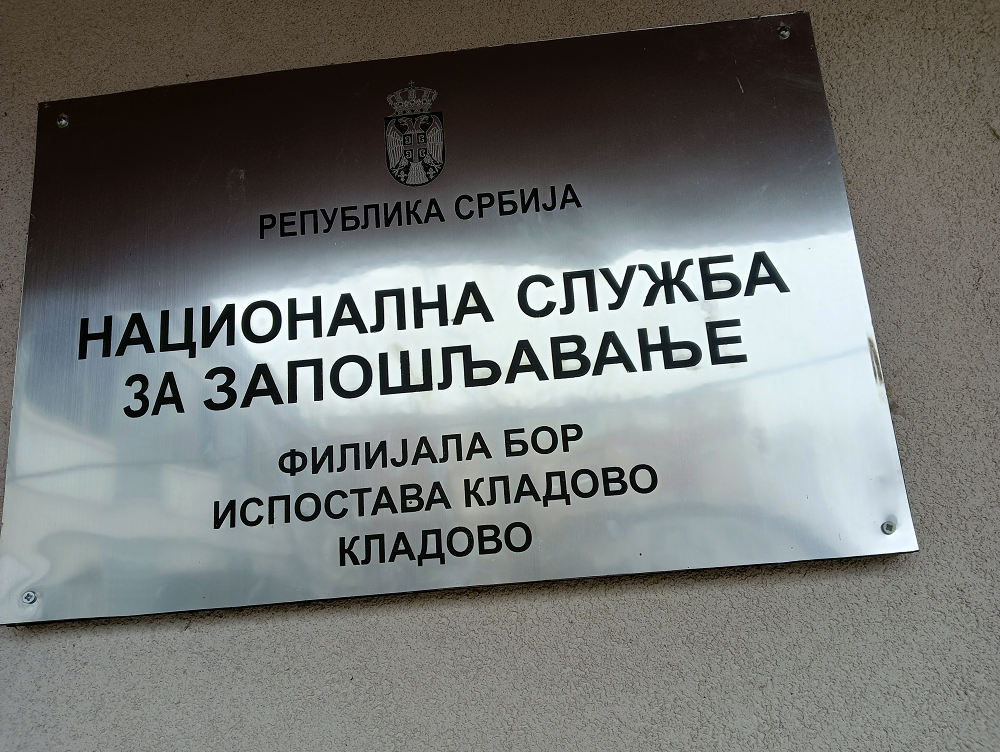 РЕПУБЛИКА СРБИЈА
НАЦИОНАЛНА СЛУЖБА
ЗА ЗАПОШЉАВАЊЕ
ФИЛИЈАЛА БОР
ИСПОСТАВА КЛАДОВО
КЛАДОВО